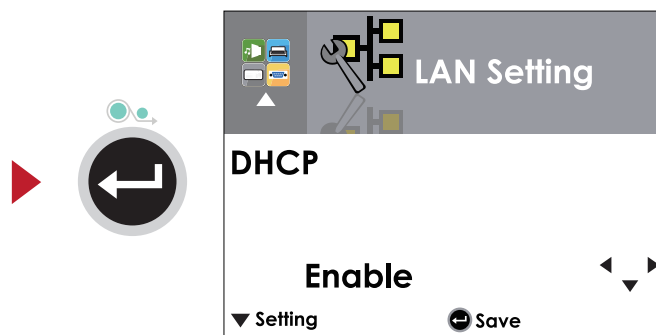 LAN Setting
DHCP
Enable
Setting
Save